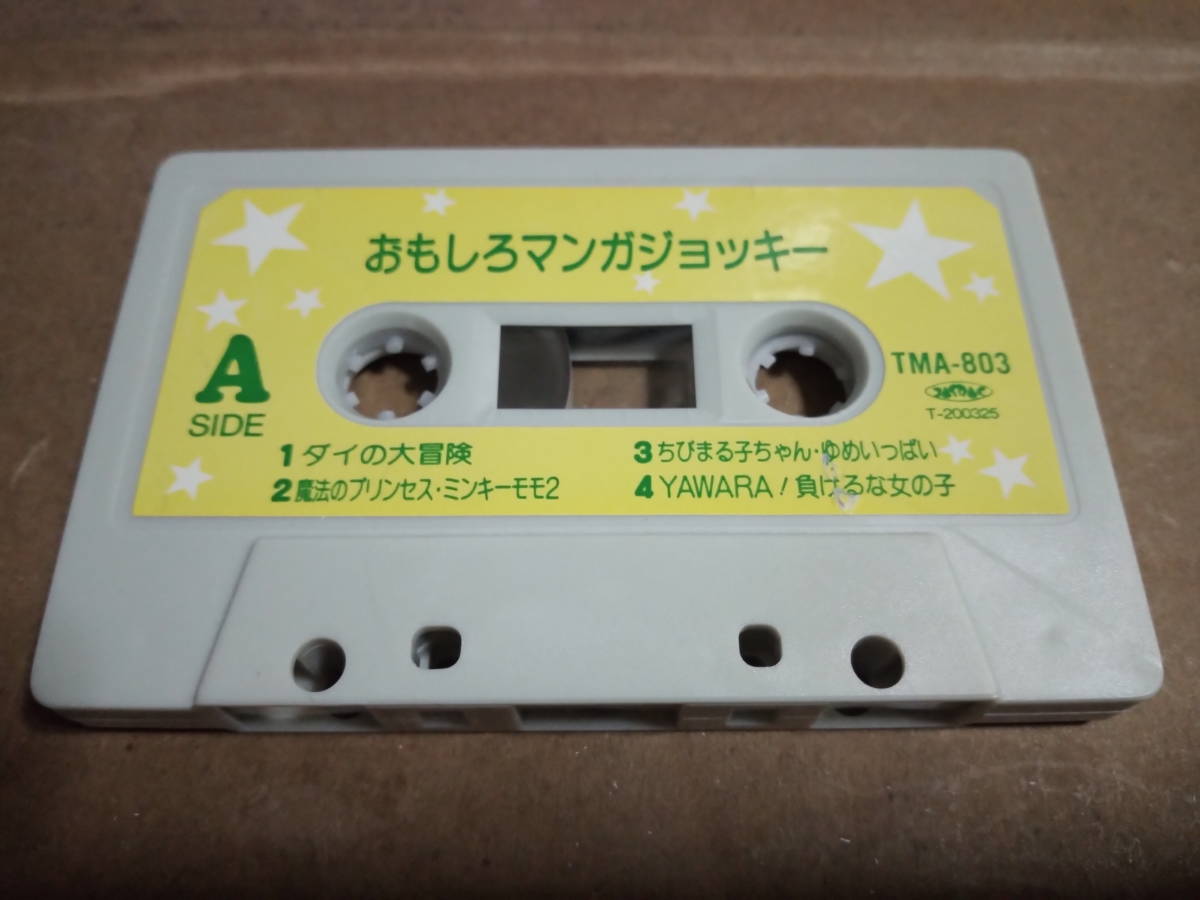 おもしろマンガジョッキー
A
SIDE
TMA-803
T-200325
1 ダイの大冒険
2 魔法のプリンセス・ミンキーモモ2
3 ちびまる子ちゃん・ゆめいっぱい
4 YAWARA！負けるな女の子